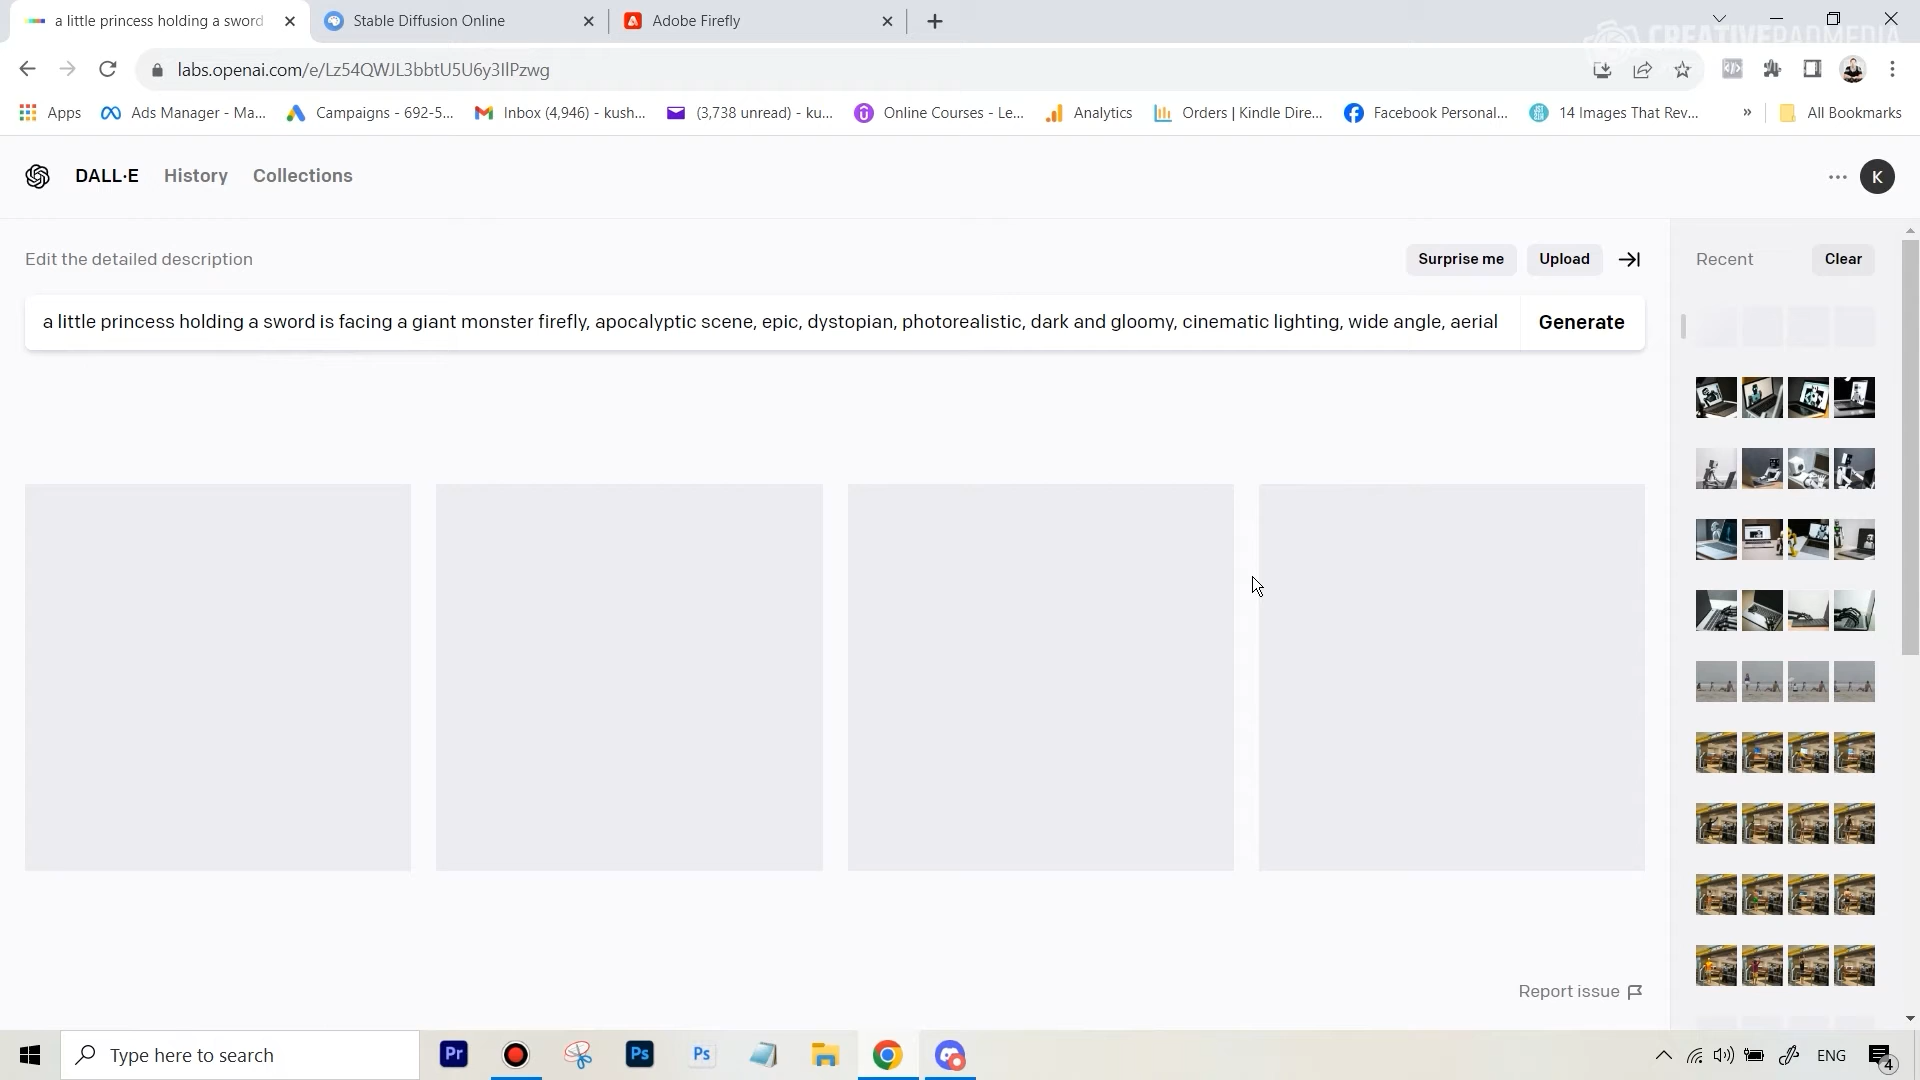 a little princess holding a sword
Stable Diffusion Online
Adobe Firefly
CREATIVEPADMEDIA
labs.openai.com/e/Lz54QWJL3bbtU5U6y3IlPzwg
Apps
Ads Manager - Ma...
Campaigns - 692-5...
Inbox (4,946) - kush...
(3,738 unread) - ku...
Online Courses - Le...
Analytics
Orders | Kindle Dire...
Facebook Personal...
14 Images That Rev...
»
All Bookmarks
DALL·E
History
Collections
K
Edit the detailed description
Surprise me
Upload
Recent
Clear
a little princess holding a sword is facing a giant monster firefly, apocalyptic scene, epic, dystopian, photorealistic, dark and gloomy, cinematic lighting, wide angle, aerial
Generate
Report issue
Type here to search
Pr
Ps
Ps
ENG
4